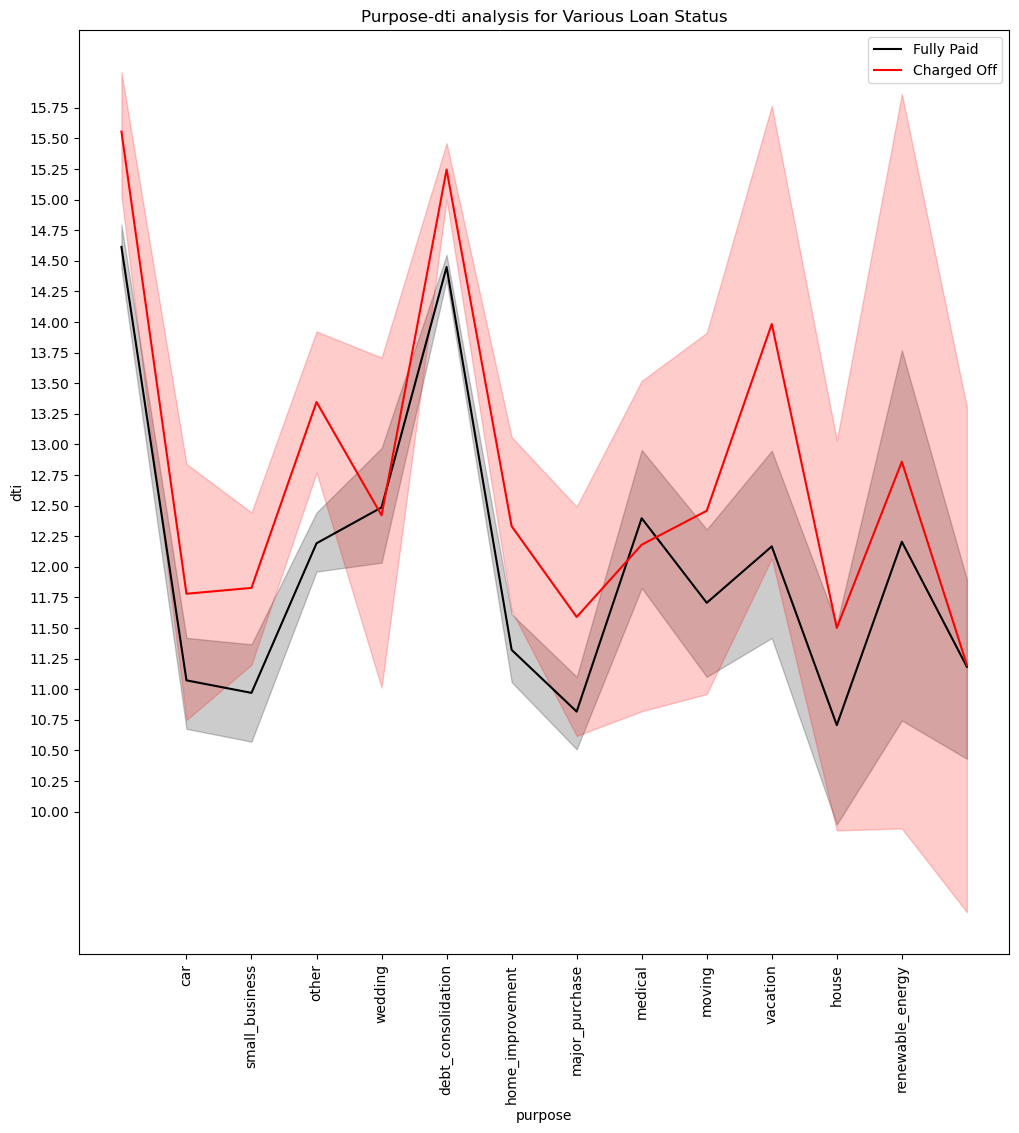 Purpose-dti analysis for Various Loan Status
Fully Paid
Charged Off
15.75
15.50
15.25
15.00
14.75
14.50
14.25
14.00
13.75
13.50
13.25
13.00
12.75
12.50
12.25
12.00
11.75
11.50
11.25
11.00
10.75
10.50
10.25
10.00
dti
car
small_business
other
wedding
debt_consolidation
home_improvement
major_purchase
medical
moving
vacation
house
renewable_energy
purpose